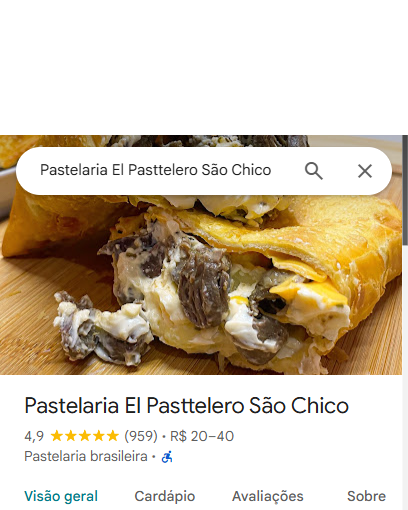 Pastelaria El Pasttelero São Chico
Pastelaria El Pasttelero São Chico
4,9 ★★★★★ (959) · R$ 20–40
Pastelaria brasileira ·
Visão geral Cardápio Avaliações Sobre